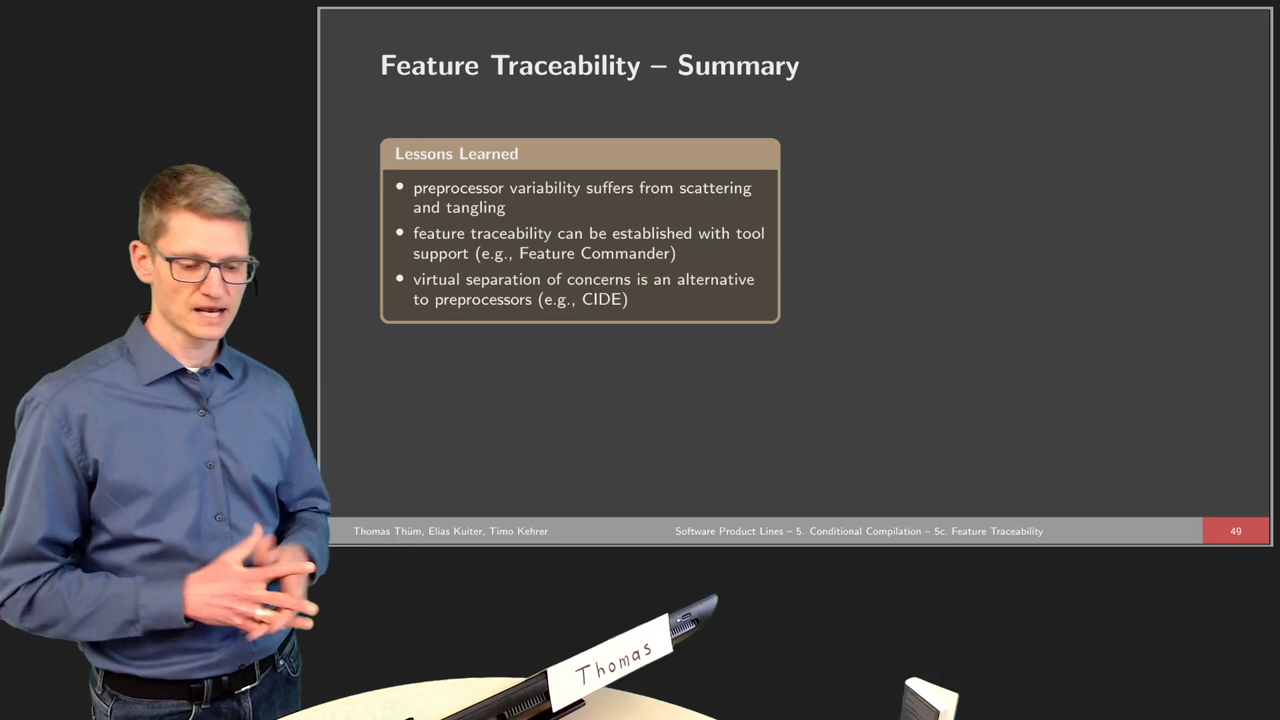 Feature Traceability – Summary
Lessons Learned
• preprocessor variability suffers from scattering
and tangling
• feature traceability can be established with tool
support (e.g., Feature Commander)
• virtual separation of concerns is an alternative
to preprocessors (e.g., CIDE)
Thomas Thüm, Elias Kuiter, Timo Kehrer
Software Product Lines – 5. Conditional Compilation – 5c. Feature Traceability
49
Thomas